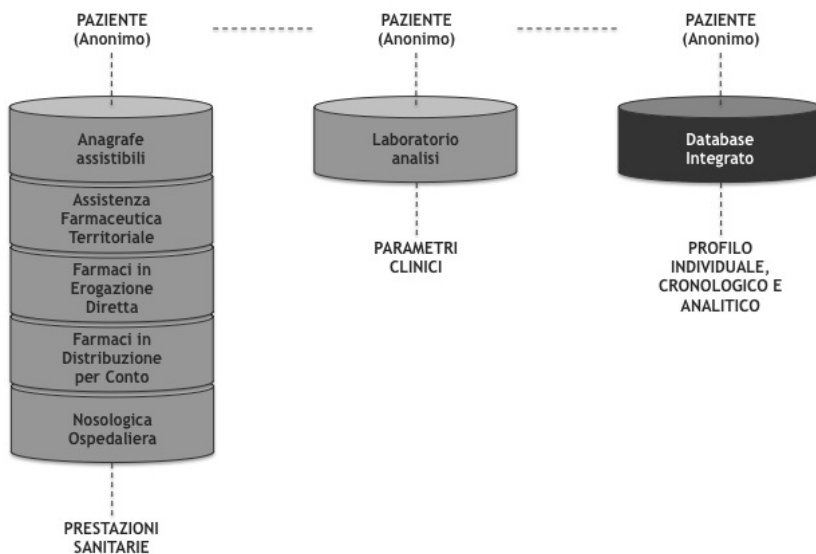 PAZIENTE
(Anonimo)
PAZIENTE
(Anonimo)
PAZIENTE
(Anonimo)
Anagrafe
assistibili
Assistenza
Farmaceutica
Territoriale
Farmaci in
Erogazione
Diretta
Farmaci in
Distribuzione
per Conto
Nosologica
Ospedaliera
PRESTAZIONI
SANITARIE
Laboratorio
analisi
PARAMETRI
CLINICI
Database
Integrato
PROFILO
INDIVIDUALE,
CRONOLOGICO E
ANALITICO